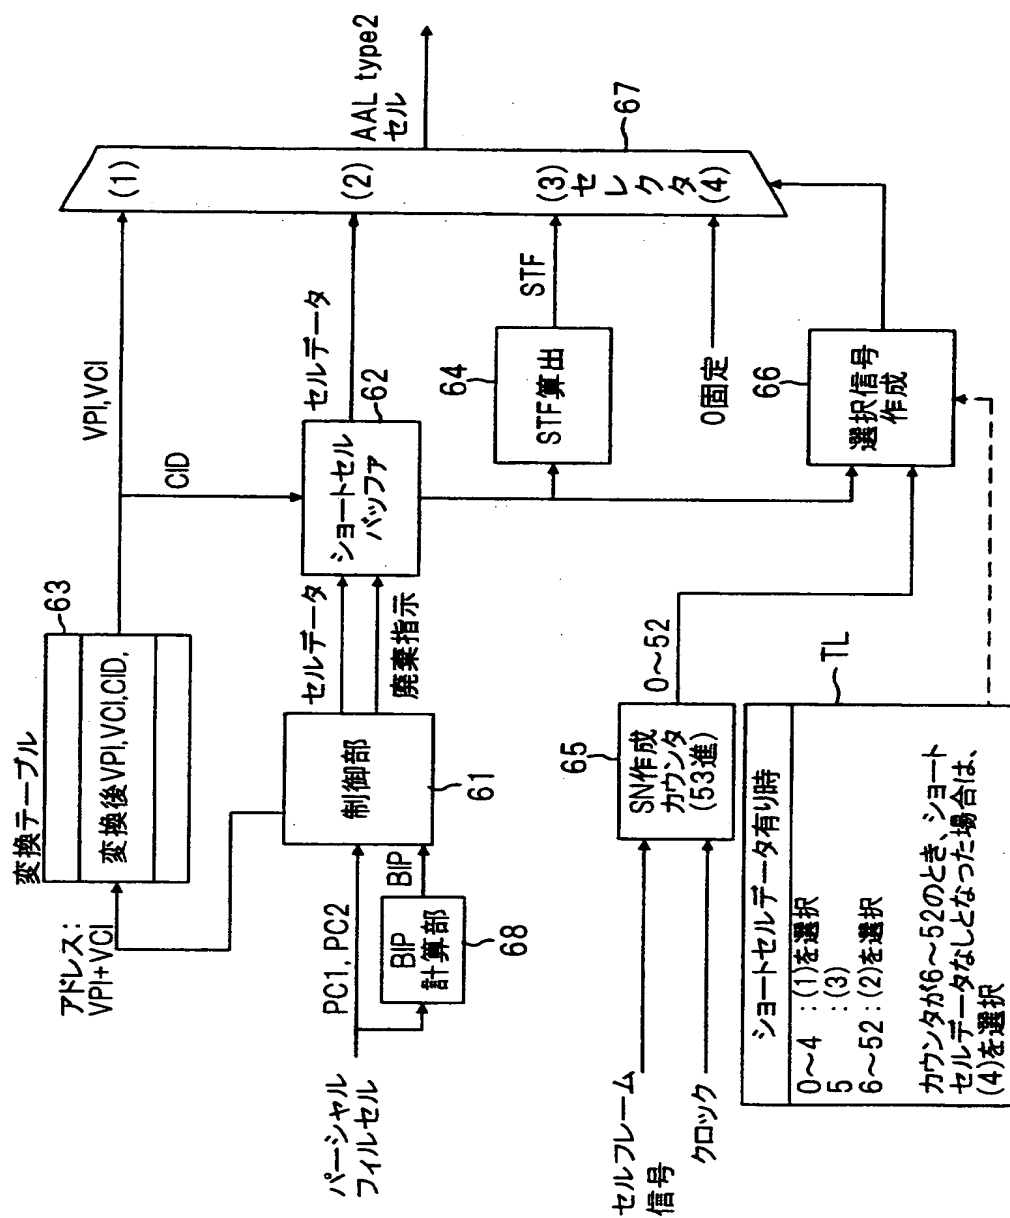 変換テーブル
63
変換後VPI,VCI,CID,
アドレス:
VPI+VCI
VPI,VCI
CID
(1)
(2)
(3)
セレクタ
(4)
67
AAL type2
セル
パーシャル
フィルセル
PC1, PC2
BIP
計算部
68
BIP
制御部
61
セルデータ
廃棄指示
ショートセル
バッファ
62
セルデータ
64
STF算出
STF
0固定
66
選択信号
作成
セルフレーム
信号
クロック
65
SN作成
カウンタ
(53進)
0~52
TL
ショートセルデータ有り時
0~4 :(1)を選択
5 :(3)
6~52:(2)を選択
カウンタが6~52のとき、ショート
セルデータなしとなった場合は、
(4)を選択